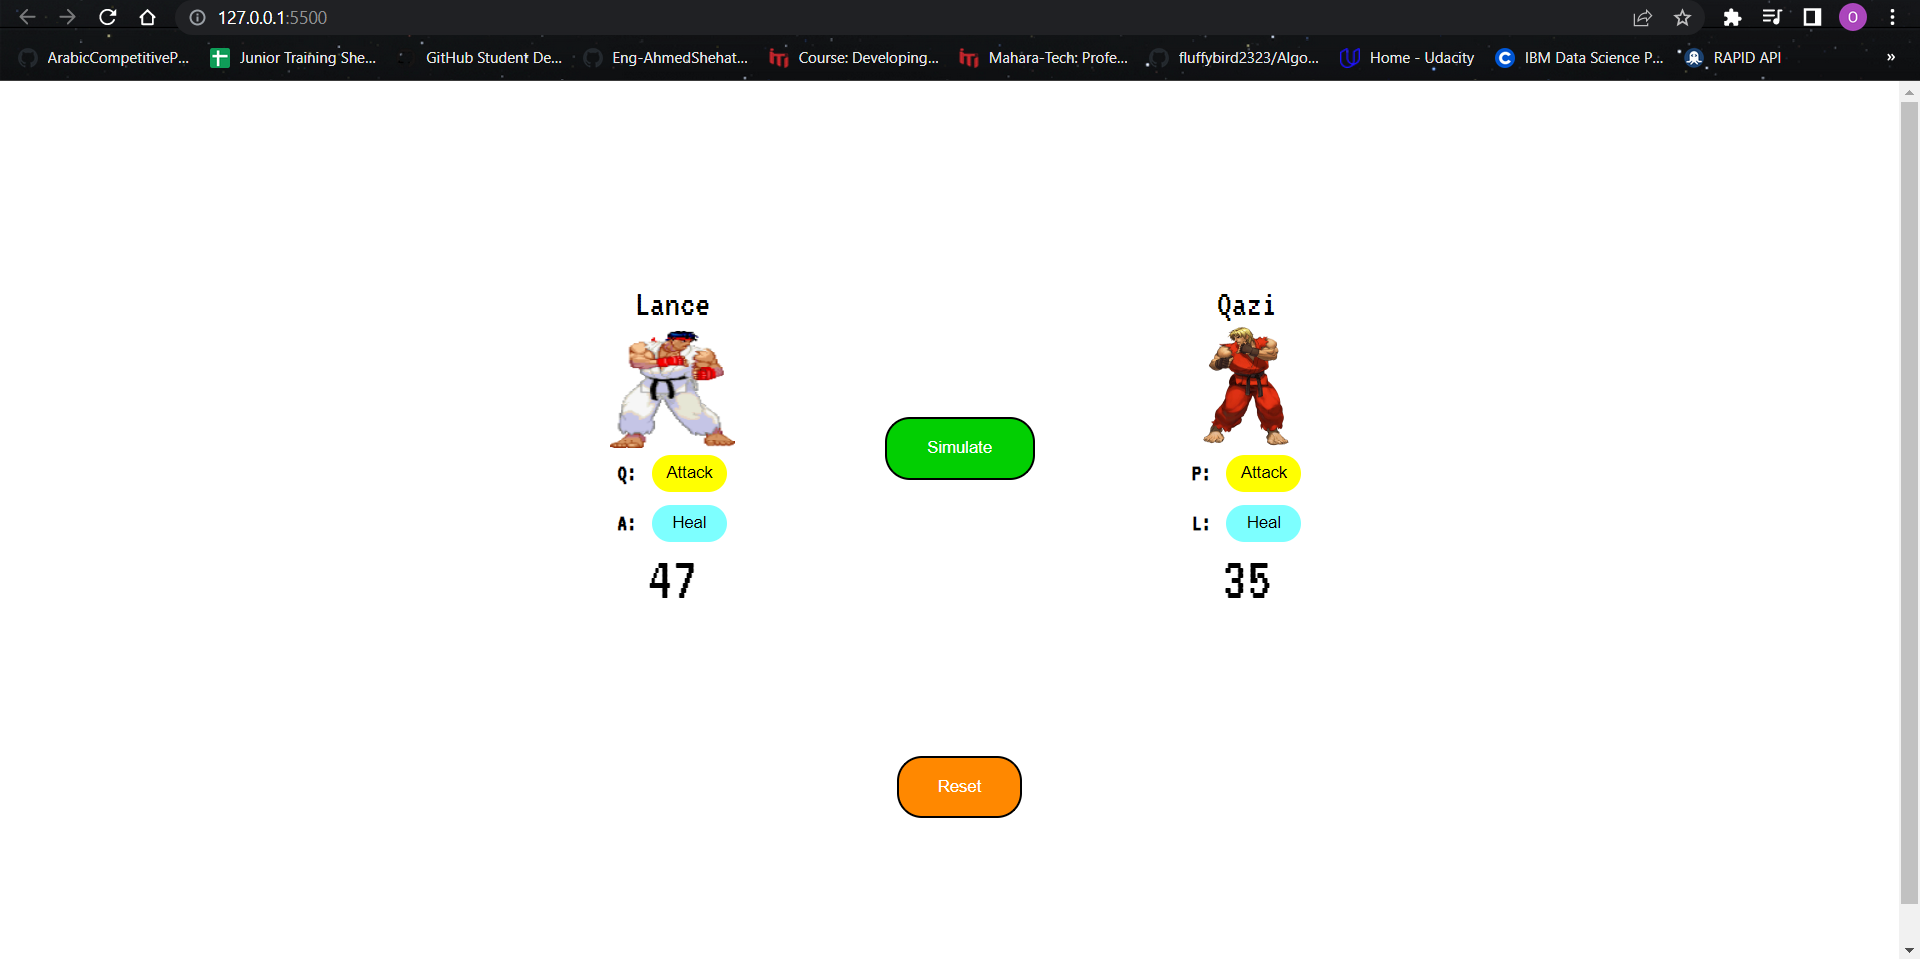 127.0.0.1:5500
O
ArabicCompetitiveP...
Junior Training She...
GitHub Student De...
Eng-AhmedShehat...
Course: Developing...
Mahara-Tech: Profe...
fluffybird2323/Algo...
Home - Udacity
IBM Data Science P...
RAPID API
»
Lance
Qazi
Simulate
Q: Attack
P: Attack
A: Heal
L: Heal
47
35
Reset